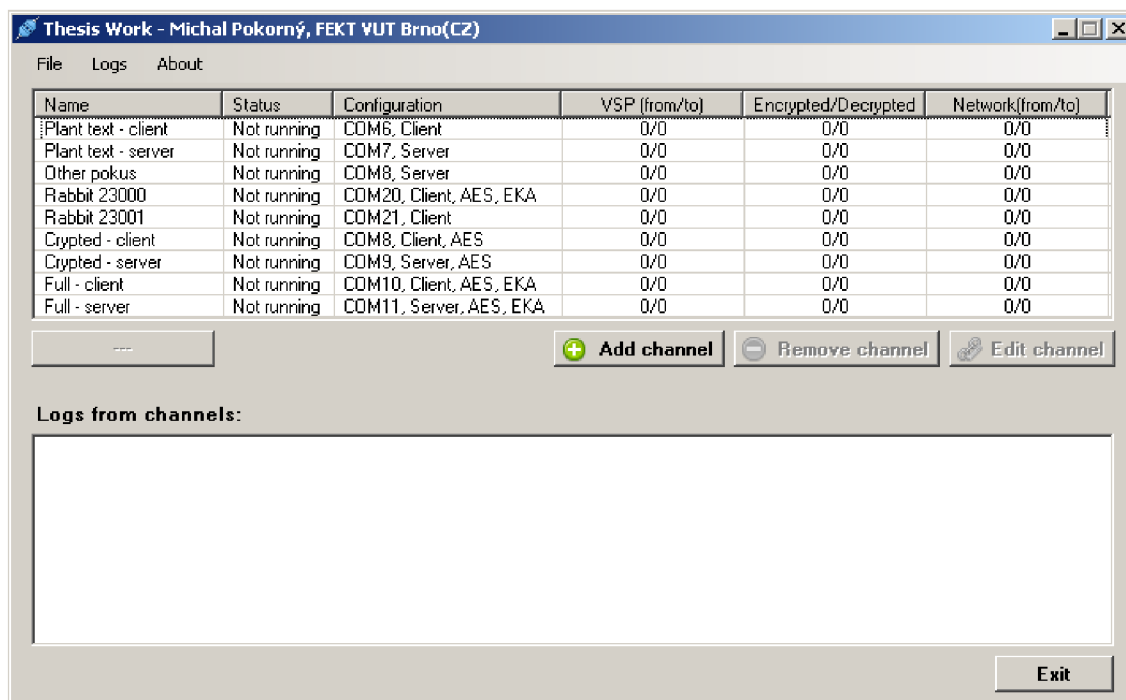 Thesis Work - Michal Pokorný, FEKT VUT Brno(CZ)
File Logs About
Name Status Configuration VSP (from/to) Encrypted/Decrypted Network(from/to)
Plant text - client Not running COM6, Client 0/0 0/0 0/0
Plant text - server Not running COM7, Server 0/0 0/0 0/0
Other pokus Not running COM8, Server 0/0 0/0 0/0
Rabbit 23000 Not running COM20, Client, AES, EKA 0/0 0/0 0/0
Rabbit 23001 Not running COM21, Client 0/0 0/0 0/0
Crypted - client Not running COM8, Client, AES 0/0 0/0 0/0
Crypted - server Not running COM9, Server, AES 0/0 0/0 0/0
Full - client Not running COM10, Client, AES, EKA 0/0 0/0 0/0
Full - server Not running COM11, Server, AES, EKA 0/0 0/0 0/0
--- Add channel Remove channel Edit channel
Logs from channels:
Exit